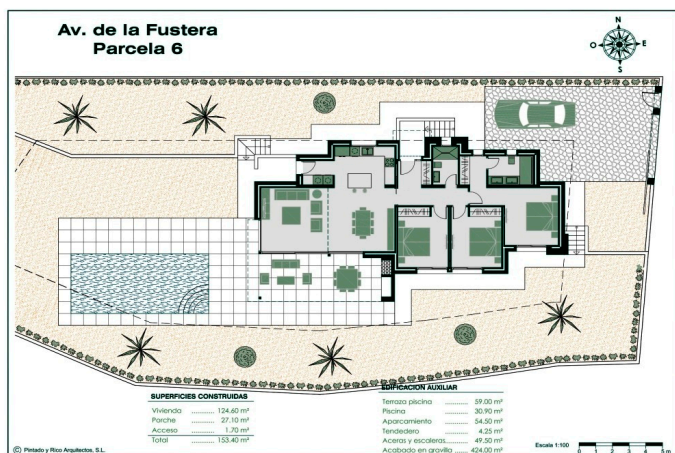 Av. de la Fustera
Parcela 6
N
O
E
S
SUPERFICIES CONSTRUIDAS
Vivienda ............ 124.60 m²
Porche ............ 27.10 m²
Acceso ............ 1.70 m²
Total ............ 153.40 m²
EDIFICACION AUXILIAR
Terraza piscina ............ 59.00 m²
Piscina ............ 30.90 m²
Aparcamiento ............ 54.50 m²
Tendedero ............ 4.25 m²
Aceras y escaleras ............ 49.50 m²
Acabado en gravilla ............ 424.00 m²
Escala 1:100
0 1 2 3 4 5 m
© Pintado y Rico Arquitectos, S.L.